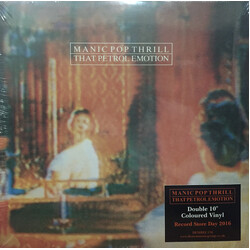 MANIC POP THRILL
THAT PETROL EMOTION
MANIC POP THRILL
THAT PETROL EMOTION
Double 10"
Coloured Vinyl
Record Store Day 2016